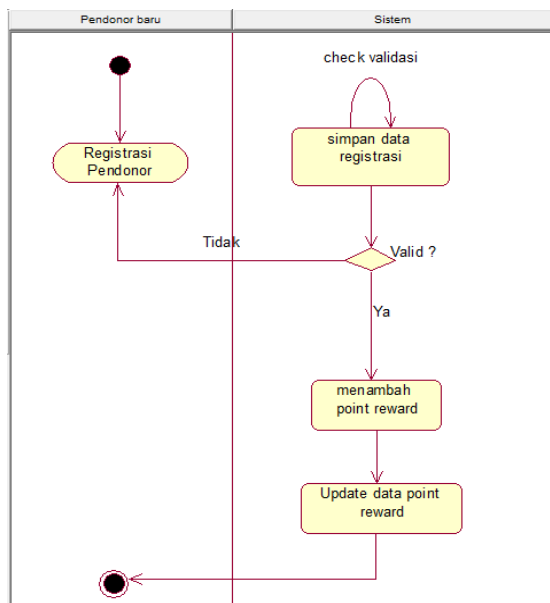 Pendonor baru
Sistem
check validasi
simpan data
registrasi
Registrasi
Pendonor
Tidak
Valid ?
Ya
menambah
point reward
Update data point
reward